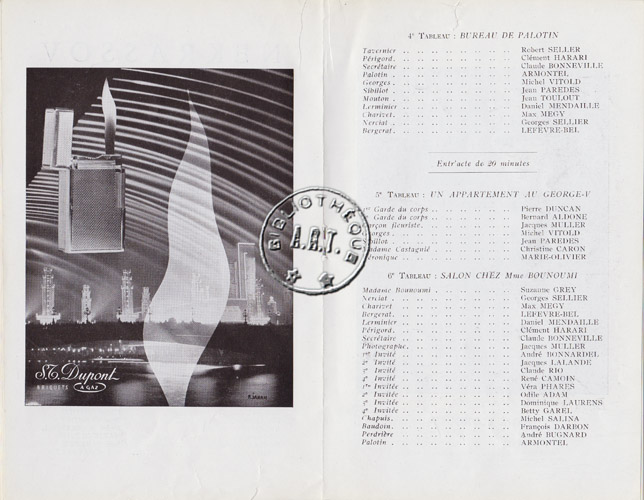 S.T. Dupont
BRIQUETS A GAZ
BIBLIOTHÈQUE
A.R.T.
4e TABLEAU : BUREAU DE PALOTIN
Tavernier .. .. .. .. .. .. .. .. Robert SELLER
Périgord. .. .. .. .. .. .. .. .. Clément HARARI
Secrétaire .. .. .. .. .. .. .. .. Claude BONNEVILLE
Palotin . .. .. .. .. .. .. .. .. ARMONTEL
Georges . .. .. .. .. .. .. .. .. Michel VITOLD
Nibillot . .. .. .. .. .. .. .. .. Jean PAREDES
Mouton . .. .. .. .. .. .. .. .. Jean TOULOUT
Lerminier .. .. .. .. .. .. .. .. Daniel MENDAILLE
Charivet .. .. .. .. .. .. .. .. Max MEGY
Nerciat . .. .. .. .. .. .. .. .. Georges SELLIER
Bergerat. .. .. .. .. .. .. .. .. LEFEVRE-BEL
Entr'acte de 20 minutes
5e TABLEAU : UN APPARTEMENT AU GEORGE-V
Garde du corps .. .. .. .. .. .. Pierre DUNCAN
Garde du corps .. .. .. .. .. .. Bernard ALDONE
fleuriste. .. .. .. .. .. .. Jacques MULLER
.. .. .. .. .. .. Michel VITOLD
.. .. .. .. .. .. Jean PAREDES
Castagnié .. .. .. .. .. .. Christine CARON
.. .. .. .. .. .. MARIE-OLIVIER
6e TABLEAU : SALON CHEZ Mme BOUNOUMI
Madame Bounoumi . .. .. .. .. .. Suzanne GREY
Nerciat . .. .. .. .. .. .. .. .. Georges SELLIER
Charivet .. .. .. .. .. .. .. .. Max MEGY
Bergerat. .. .. .. .. .. .. .. .. LEFEVRE-BEL
Lerminier .. .. .. .. .. .. .. .. Daniel MENDAILLE
Périgord. .. .. .. .. .. .. .. .. Clément HARARI
Secrétaire .. .. .. .. .. .. .. .. Claude BONNEVILLE
Photographe. .. .. .. .. .. .. .. Jacques MULLER
1er Invité .. .. .. .. .. .. .. André BONNARDEL
2e Invité .. .. .. .. .. .. .. Jacques LALANDE
3e Invité .. .. .. .. .. .. .. Claude RIO
4e Invité .. .. .. .. .. .. .. René CAMOIN
1re Invitée .. .. .. .. .. .. .. Véra PHARES
2e Invitée .. .. .. .. .. .. .. Odile ADAM
3e Invitée .. .. .. .. .. .. .. Dominique LAURENS
4e Invitée .. .. .. .. .. .. .. Betty GAREL
Chapuis. .. .. .. .. .. .. .. .. Michel SALINA
Baudoin. .. .. .. .. .. .. .. .. François DARBON
Perdrière .. .. .. .. .. .. .. .. André BUGNARD
Palotin . .. .. .. .. .. .. .. .. ARMONTEL